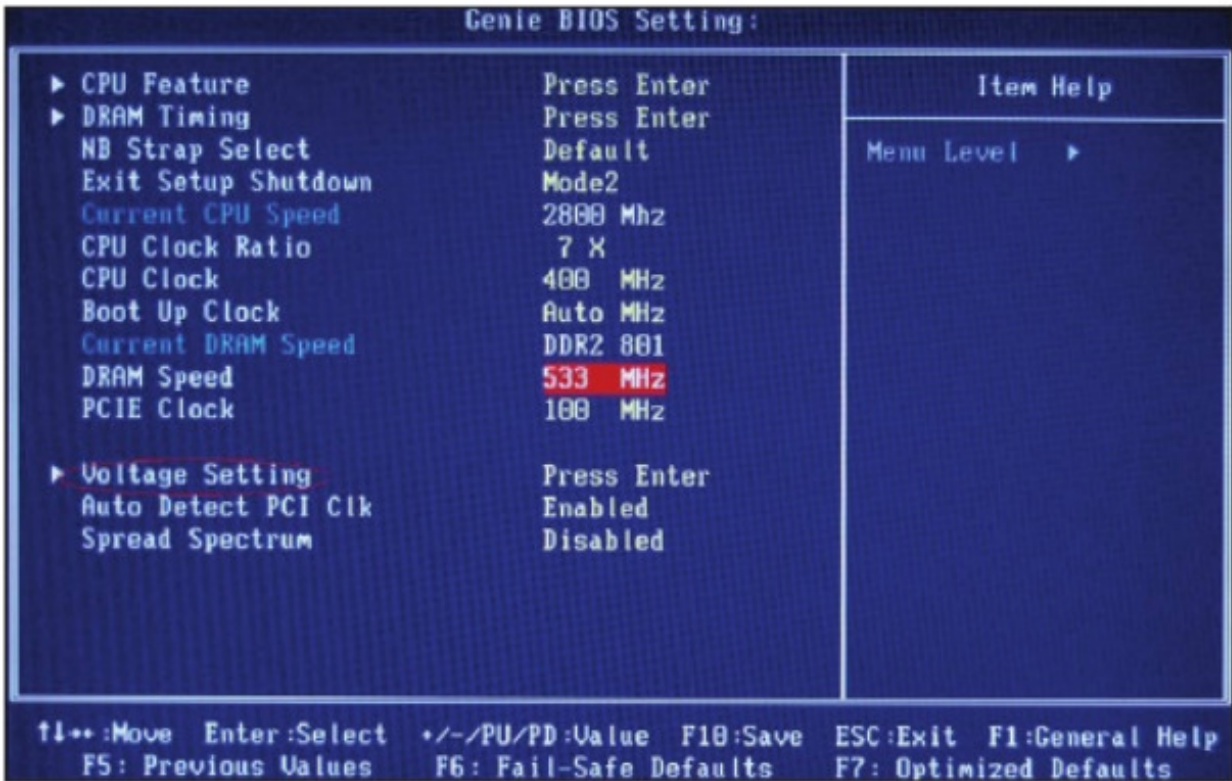 Genie BIOS Setting:
▶ CPU Feature Press Enter
▶ DRAM Timing Press Enter
NB Strap Select Default
Exit Setup Shutdown Mode2
Current CPU Speed 2800 Mhz
CPU Clock Ratio 7 X
CPU Clock 400 MHz
Boot Up Clock Auto MHz
Current DRAM Speed DDR2 801
DRAM Speed 533 MHz
PCIE Clock 100 MHz
▶ Voltage Setting Press Enter
Auto Detect PCI Clk Enabled
Spread Spectrum Disabled
Item Help
Menu Level ▶
↑↓→←:Move Enter:Select +/-/PU/PD:Value F10:Save ESC:Exit F1:General Help
F5: Previous Values F6: Fail-Safe Defaults F7: Optimized Defaults